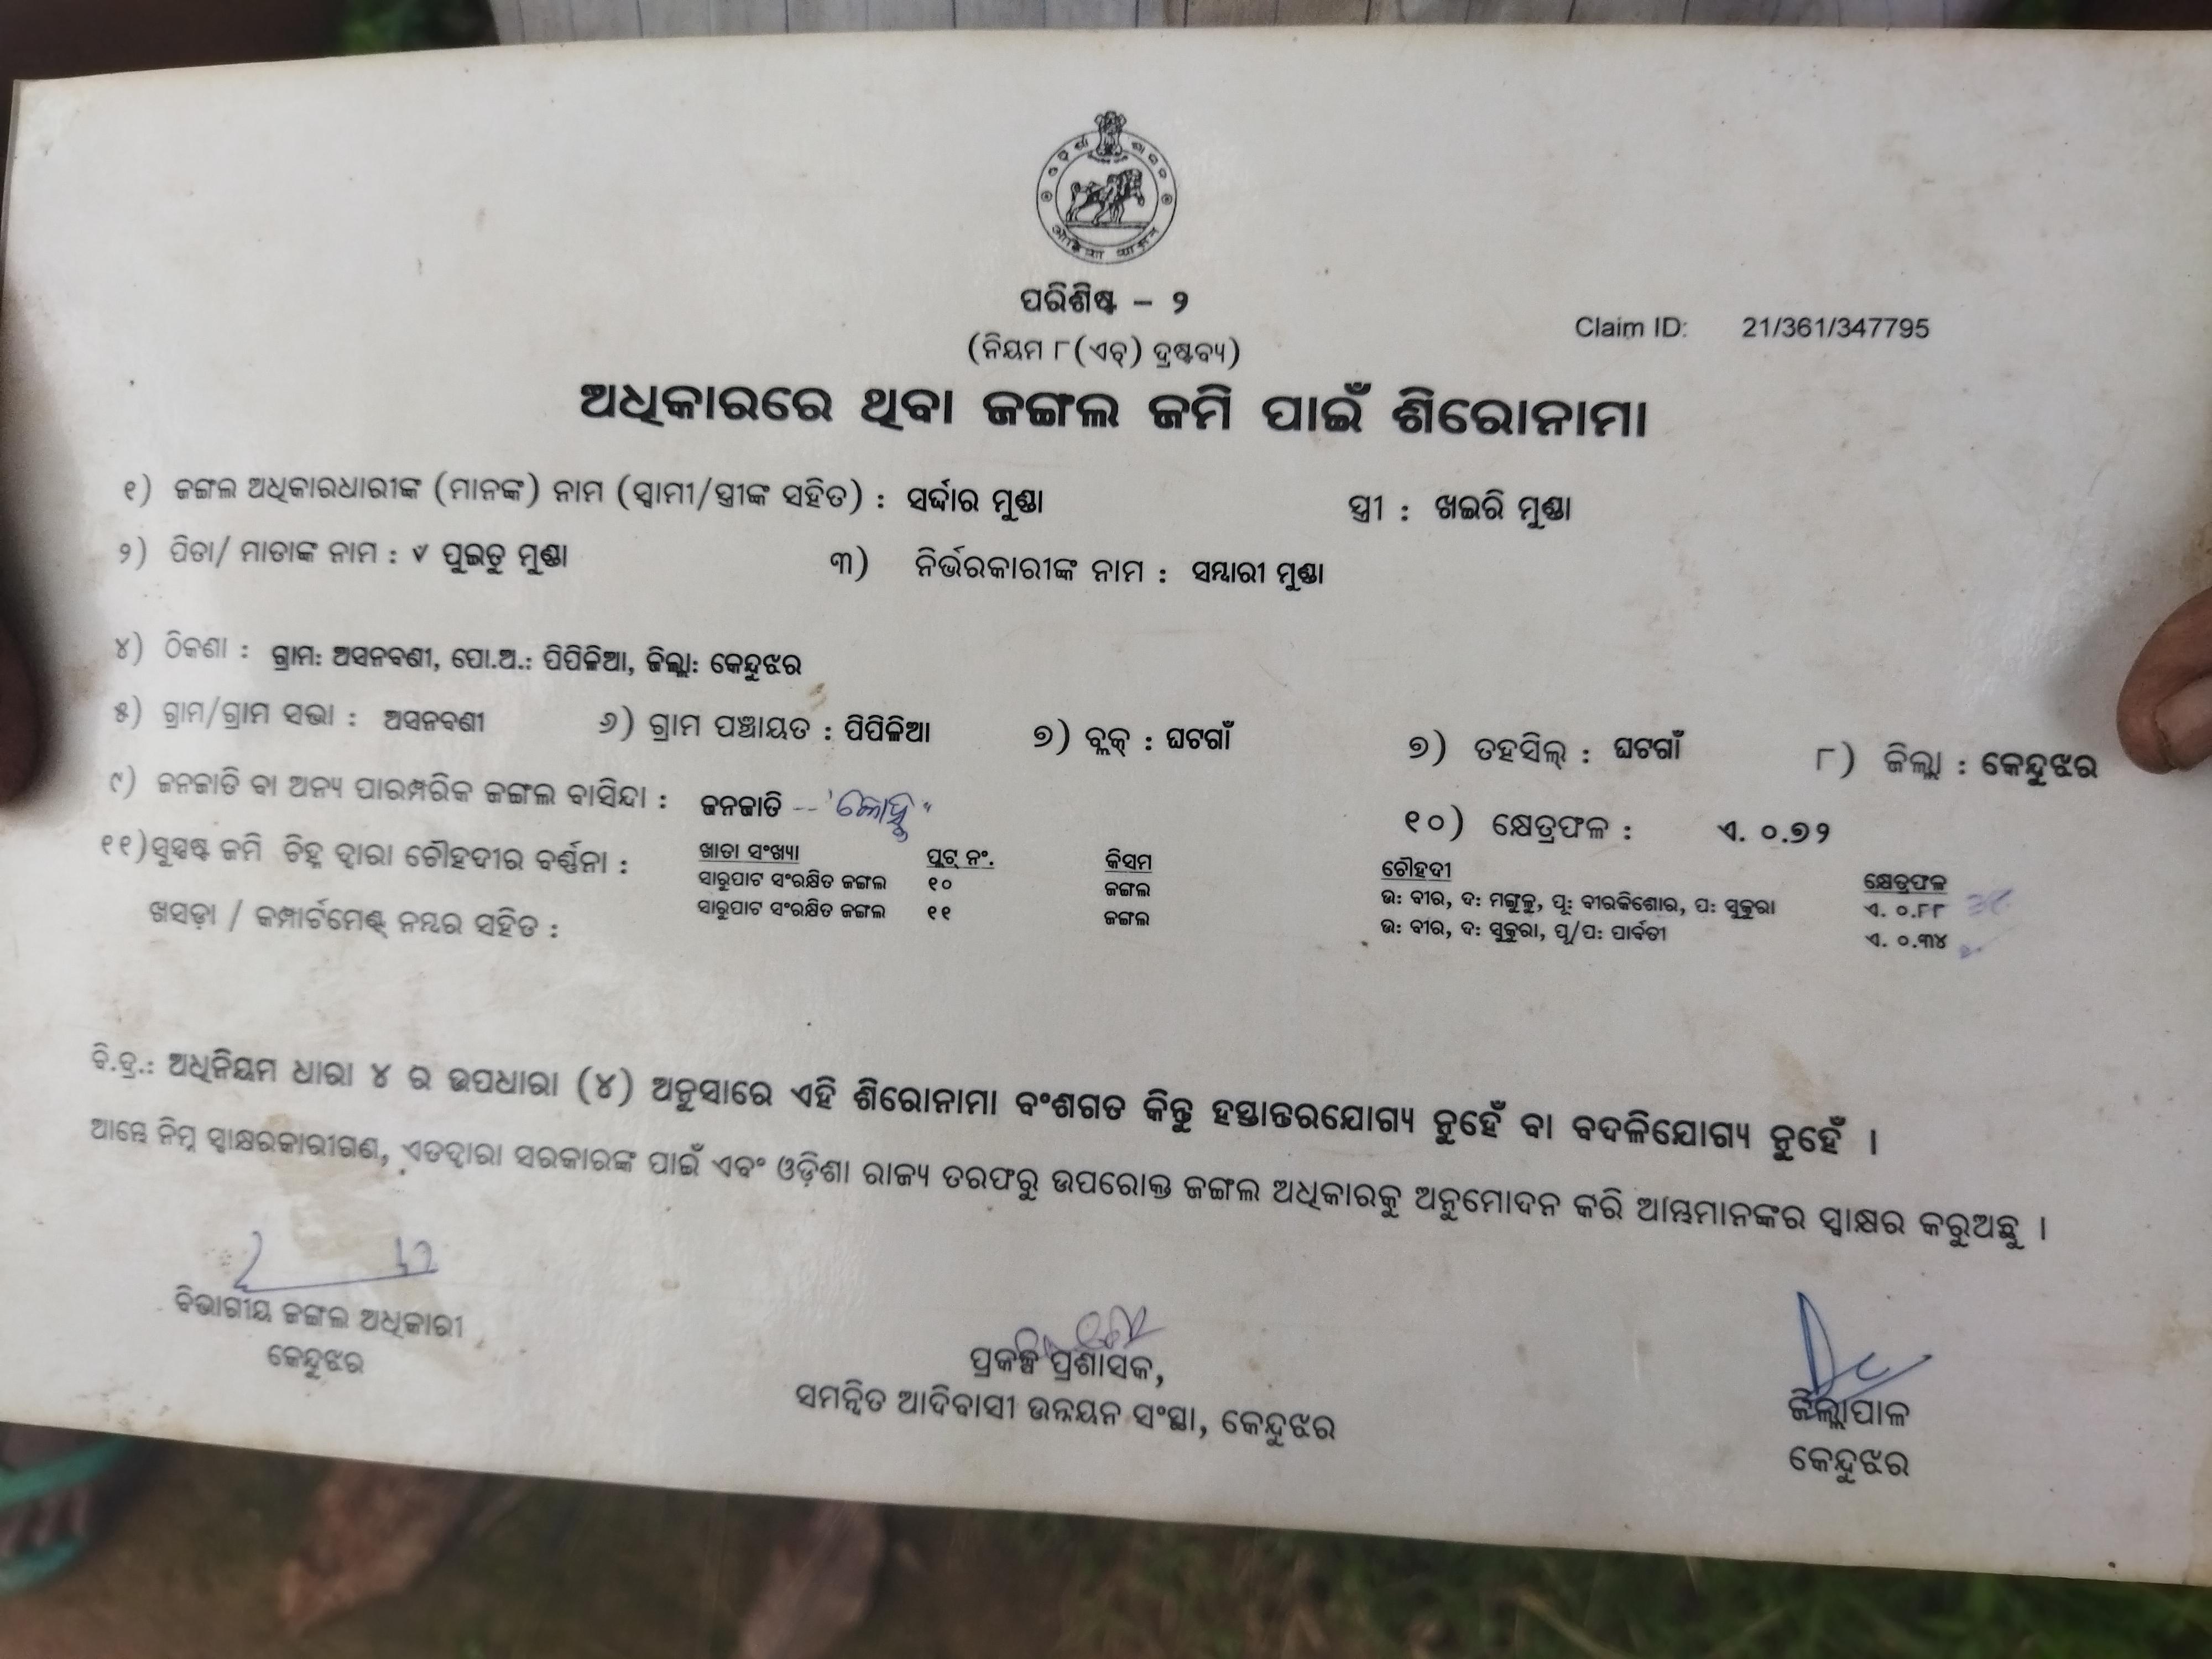 ପରିଶିଷ୍ଟ – ୨
Claim ID: 21/361/347795
(ନିୟମ ୮(ଏଚ୍) ଦ୍ରଷ୍ଟବ୍ୟ)
ଅଧିକାରରେ ଥିବା ଜଙ୍ଗଲ ଜମି ପାଇଁ ଶିରୋନାମା
୧) ଜଙ୍ଗଲ ଅଧିକାରଧାରୀଙ୍କ (ମାନଙ୍କ) ନାମ (ସ୍ୱାମୀ/ସ୍ତ୍ରୀଙ୍କ ସହିତ) : ସର୍ଦ୍ଦାର ମୁଣ୍ଡା ସ୍ତ୍ରୀ : ଖଇରି ମୁଣ୍ଡା
୨) ପିତା/ ମାତାଙ୍କ ନାମ : ପୁଇତୁ ମୁଣ୍ଡା ୩) ନିର୍ଭରକାରୀଙ୍କ ନାମ : ସମ୍ବାରୀ ମୁଣ୍ଡା
୪) ଠିକଣା : ଗ୍ରାମ: ଅସନବଣୀ, ପୋ.ଅ.: ପିପିଳିଆ, ଜିଲ୍ଲା: କେନ୍ଦୁଝର
୫) ଗ୍ରାମ/ଗ୍ରାମ ସଭା : ଅସନବଣୀ ୬) ଗ୍ରାମ ପଞ୍ଚାୟତ : ପିପିଳିଆ ୭) ବ୍ଲକ୍ : ଘଟଗାଁ ୭) ତହସିଲ୍ : ଘଟଗାଁ ୮) ଜିଲ୍ଲା : କେନ୍ଦୁଝର
୯) ଜନଜାତି ବା ଅନ୍ୟ ପାରମ୍ପରିକ ଜଙ୍ଗଲ ବାସିନ୍ଦା : ଜନଜାତି ୧୦) କ୍ଷେତ୍ରଫଳ : ଏ. ୦.୭୨
୧୧)ସୁସ୍ପଷ୍ଟ ଜମି ଚିହ୍ନ ଦ୍ୱାରା ଚୌହଦୀର ବର୍ଣ୍ଣନା : ଖାତା ସଂଖ୍ୟା ପ୍ଲଟ୍ ନଂ. କିସମ ଚୌହଦୀ କ୍ଷେତ୍ରଫଳ
ସାରୁପାଟ ସଂରକ୍ଷିତ ଜଙ୍ଗଲ ୧୦ ଜଙ୍ଗଲ ଉ: ବୀର, ଦ: ମଙ୍ଗୁଳୁ, ପୂ: ବୀରକିଶୋର, ପ: ସୁକୁରା
ଖସଡ଼ା / କମ୍ପାର୍ଟମେଣ୍ଟ୍ ନମ୍ବର ସହିତ : ସାରୁପାଟ ସଂରକ୍ଷିତ ଜଙ୍ଗଲ ୧୧ ଜଙ୍ଗଲ ଉ: ବୀର, ଦ: ସୁକୁରା, ପୂ/ପ: ପାର୍ବତୀ ଏ. ୦.୩୪
ବି.ଦ୍ର.: ଅଧିନିୟମ ଧାରା ୪ ର ଉପଧାରା (୪) ଅନୁସାରେ ଏହି ଶିରୋନାମା ବଂଶଗତ କିନ୍ତୁ ହସ୍ତାନ୍ତରଯୋଗ୍ୟ ନୁହେଁ ବା ବଦଳିଯୋଗ୍ୟ ନୁହେଁ ।
ଆମ୍ଭେ ନିମ୍ନ ସ୍ୱାକ୍ଷରକାରୀଗଣ, ଏତଦ୍ୱାରା ସରକାରଙ୍କ ପାଇଁ ଏବଂ ଓଡ଼ିଶା ରାଜ୍ୟ ତରଫରୁ ଉପରୋକ୍ତ ଜଙ୍ଗଲ ଅଧିକାରକୁ ଅନୁମୋଦନ କରି ଆମ୍ଭମାନଙ୍କର ସ୍ୱାକ୍ଷର କରୁଅଛୁ ।
ବିଭାଗୀୟ ଜଙ୍ଗଲ ଅଧିକାରୀ
କେନ୍ଦୁଝର
ପ୍ରକଳ୍ପ ପ୍ରଶାସକ,
ସମନ୍ୱିତ ଆଦିବାସୀ ଉନ୍ନୟନ ସଂସ୍ଥା, କେନ୍ଦୁଝର
ଜିଲ୍ଲାପାଳ
କେନ୍ଦୁଝର